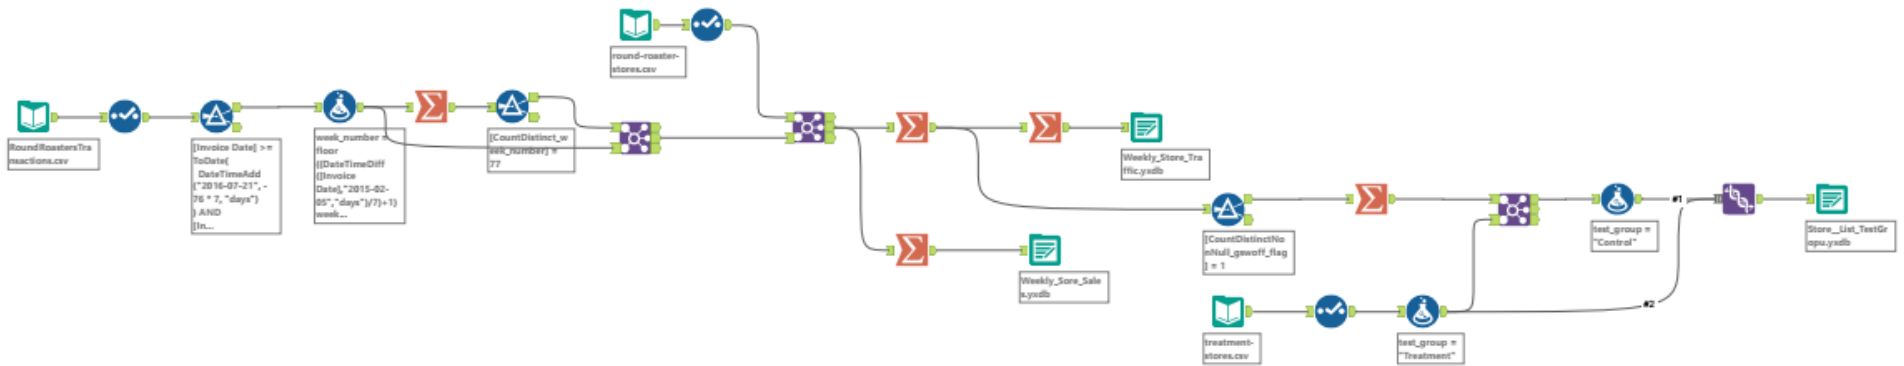 round-roaster-
stores.csv
RoundRoastersTra
nsactions.csv
[Invoice Date] >=
ToDate(
DateTimeAdd
("2016-07-21", -
76 * 7, "days")
) AND
[In...
week_number =
floor
((DateTimeDiff
([Invoice
Date],"2015-02-
05","days")/7)+1)
week...
[CountDistinct_w
eek_number] =
77
Weekly_Store_Tra
ffic.yxdb
[CountDistinctNo
nNull_gswoff_flag
] = 1
Weekly_Sore_Sale
s.yxdb
#1
test_group =
"Control"
Store__List_TestGr
opu.yxdb
#2
treatment-
stores.csv
test_group =
"Treatment"